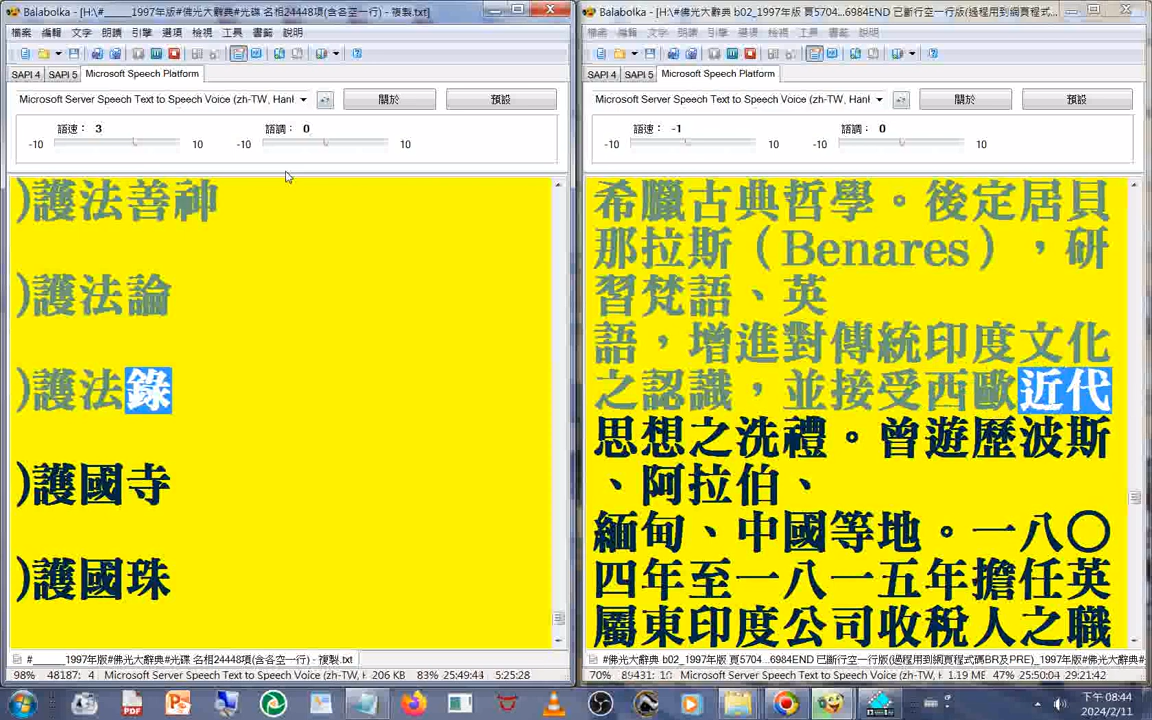 Balabolka - [H:\#_____1997年版#佛光大辭典#光碟 名相24448項(含各空一行) - 複製.txt]
檔案 編輯 文字 朗讀 引擎 選項 檢視 工具 書籤 說明
SAPI 4 SAPI 5 Microsoft Speech Platform
Microsoft Server Speech Text to Speech Voice (zh-TW, Hanl
關於 預設
語速： 3 語調： 0
-10 10 -10 10
)護法善神
)護法論
)護法錄
)護國寺
)護國珠
#_____1997年版#佛光大辭典#光碟 名相24448項(含各空一行) - 複製.txt
98% 48187: 4 Microsoft Server Speech Text to Speech Voice (zh-TW, H 206 KB 83% 25:49:44 5:25:28
Balabolka - [H:\#佛光大辭典 b02_1997年版 頁5704...6984END 已斷行空一行版(過程用到網頁程式...
檔案 編輯 文字 朗讀 引擎 選項 檢視 工具 書籤 說明
SAPI 4 SAPI 5 Microsoft Speech Platform
Microsoft Server Speech Text to Speech Voice (zh-TW, Hanl
關於 預設
語速： -1 語調： 0
-10 10 -10 10
希臘古典哲學。後定居貝
那拉斯（Benares），研
習梵語、英
語，增進對傳統印度文化
之認識，並接受西歐近代
思想之洗禮。曾遊歷波斯
、阿拉伯、
緬甸、中國等地。一八〇
四年至一八一五年擔任英
屬東印度公司收稅人之職
#佛光大辭典 b02_1997年版 頁5704...6984END 已斷行空一行版(過程用到網頁程式碼BR及PRE)_1997年版#佛光大辭典#
70% 89431: 10 Microsoft Server Speech Text to Speech Voice (zh-TW, H 1.19 MB 47% 25:50:04 29:21:42
下午 08:44
2024/2/11